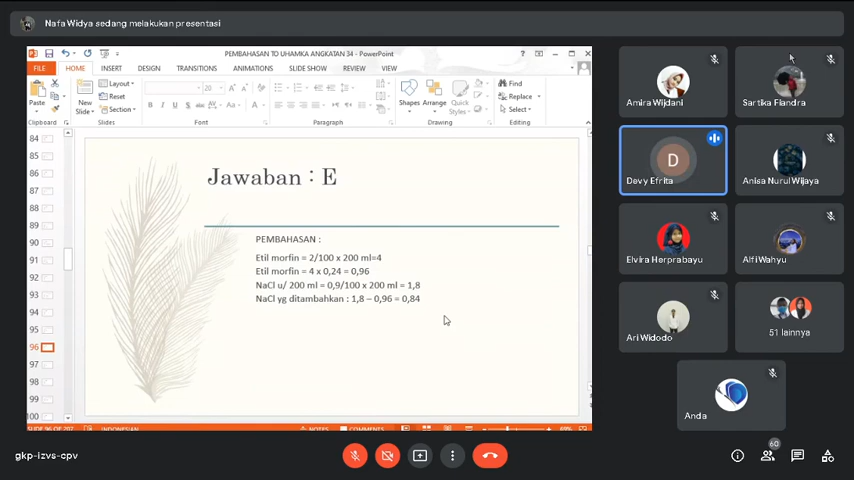 Nafa Widya sedang melakukan presentasi
PEMBAHASAN TO UHAMKA ANGKATAN 34 - PowerPoint
FILE HOME INSERT DESIGN TRANSITIONS ANIMATIONS SLIDE SHOW REVIEW VIEW
Paste
New
Slide
Layout
Reset
Section
Shapes
Arrange
Quick
Styles
Find
Replace
Select
Clipboard
Slides
Font
Paragraph
Drawing
Editing
84
85
86
87
88
89
90
91
92
93
94
95
96
97
98
99
100
Jawaban : E
PEMBAHASAN :
Etil morfin = 2/100 x 200 ml=4
Etil morfin = 4 x 0,24 = 0,96
NaCl u/ 200 ml = 0,9/100 x 200 ml = 1,8
NaCl yg ditambahkan : 1,8 – 0,96 = 0,84
SLIDE 96 OF 207
INDONESIAN
NOTES
COMMENTS
69%
Amira Wijdani
Sartika Fiandra
D
Devy Efrita
Anisa Nurul Wijaya
Elvira Herprabayu
Alfi Wahyu
Ari Widodo
51 lainnya
Anda
gkp-izvs-cpv
60